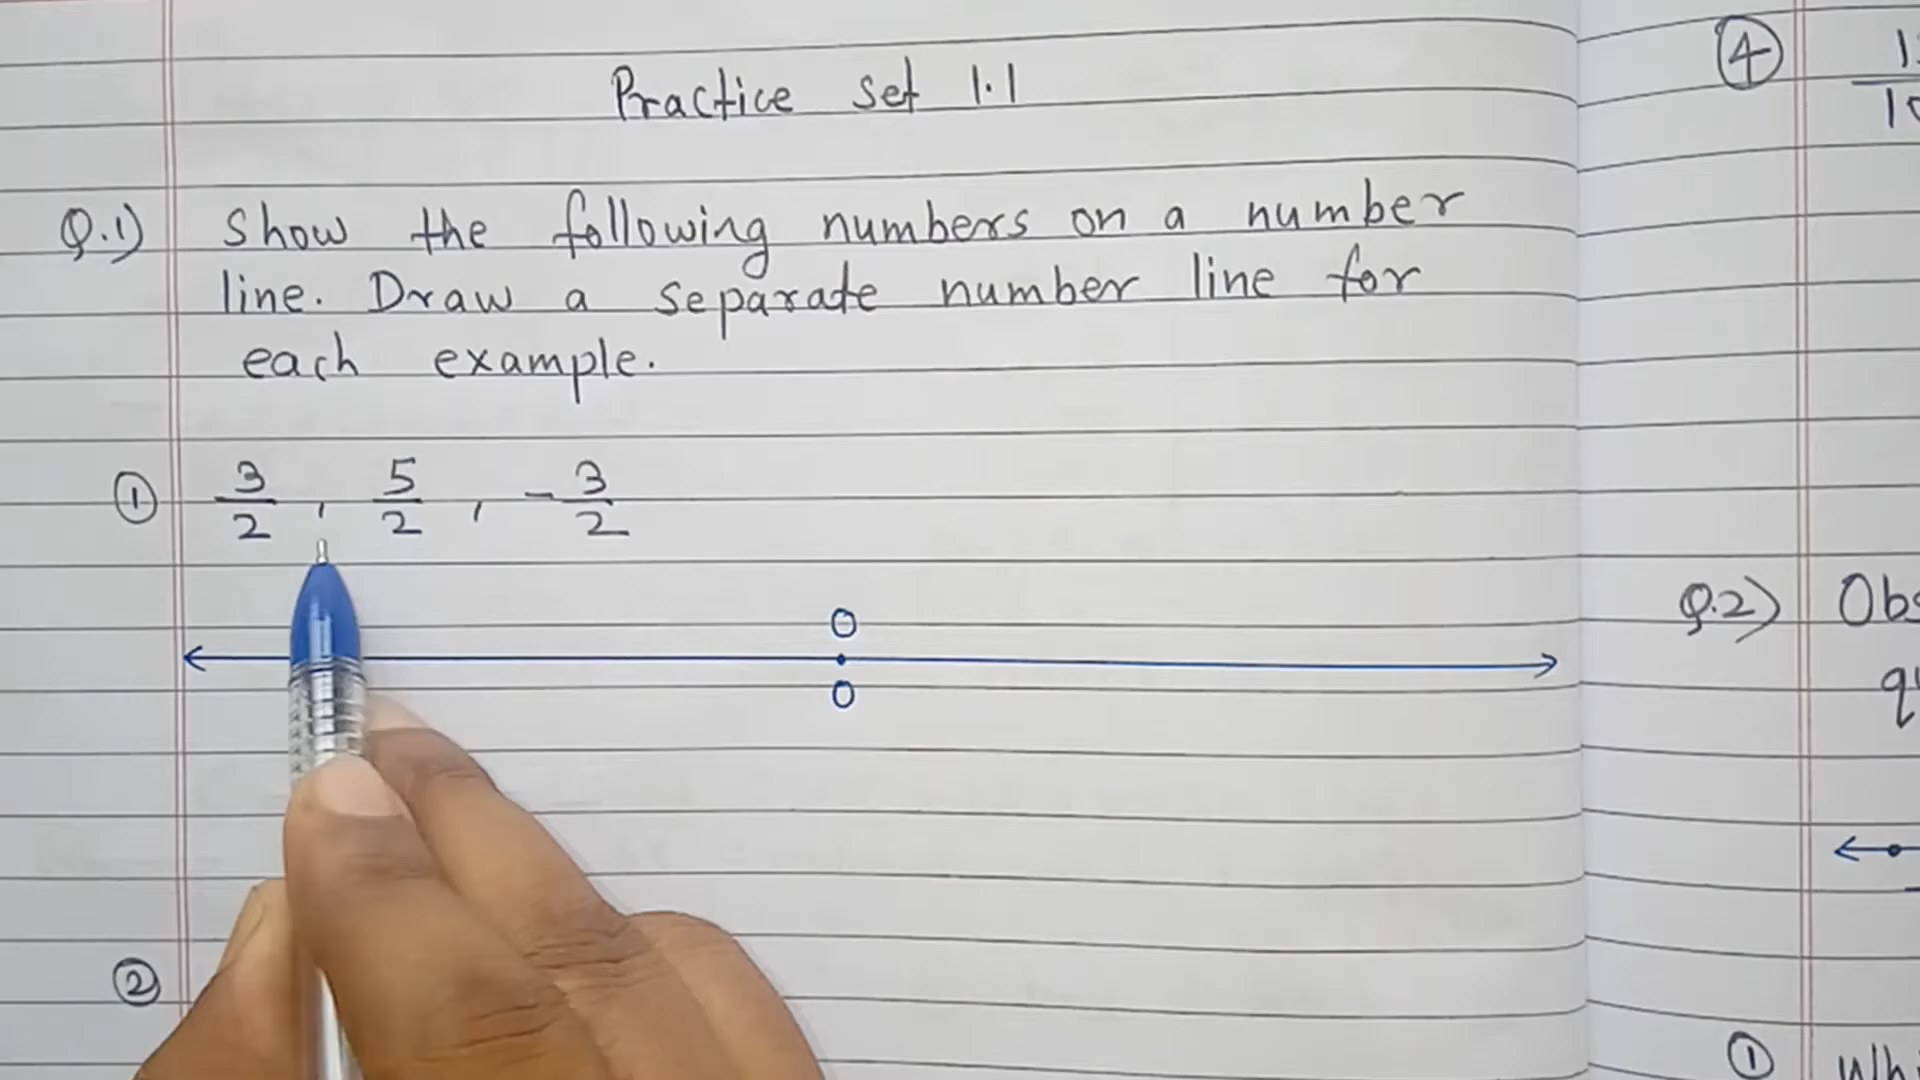 Practice set 1.1
Q.1) Show the following numbers on a number
line. Draw a separate number line for
each example.
① 3/2 , 5/2 , -3/2
0
0
②
④
Q.2)
①